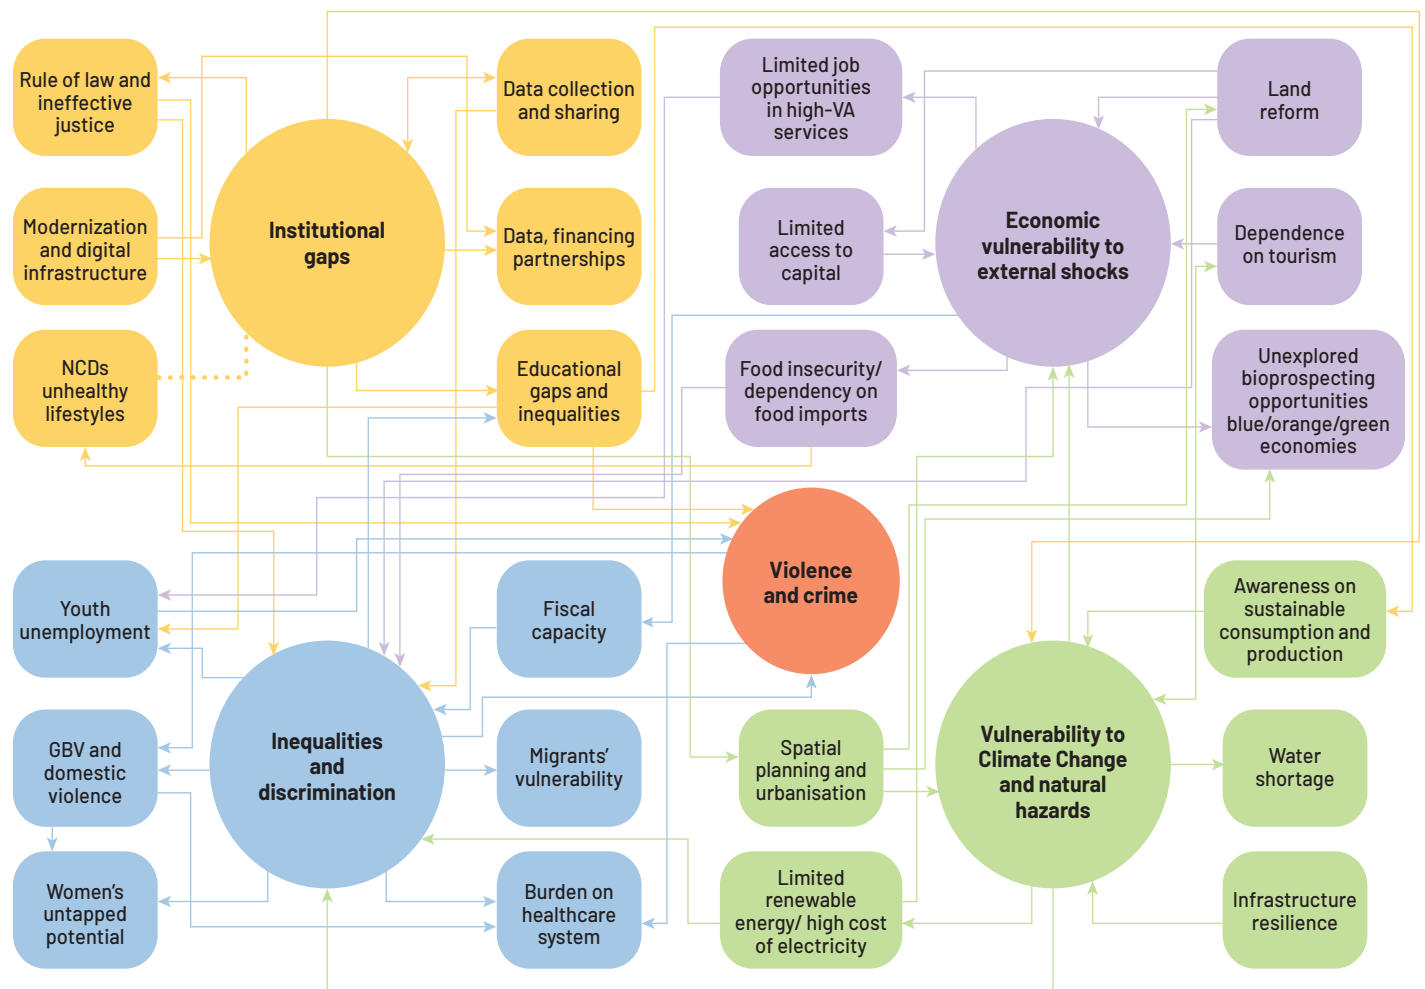 Rule of law and
ineffective
justice
Data collection
and sharing
Limited job
opportunities
in high-VA
services
Land
reform
Modernization
and digital
infrastructure
Institutional
gaps
Data, financing
partnerships
Limited
access to
capital
Economic
vulnerability to
external shocks
Dependence
on tourism
NCDs
unhealthy
lifestyles
Educational
gaps and
inequalities
Food insecurity/
dependency on
food imports
Unexplored
bioprospecting
opportunities
blue/orange/green
economies
Violence
and crime
Youth
unemployment
Fiscal
capacity
Awareness on
sustainable
consumption and
production
GBV and
domestic
violence
Inequalities
and
discrimination
Migrants’
vulnerability
Spatial
planning and
urbanisation
Vulnerability to
Climate Change
and natural
hazards
Water
shortage
Women’s
untapped
potential
Burden on
healthcare
system
Limited
renewable
energy/ high cost
of electricity
Infrastructure
resilience